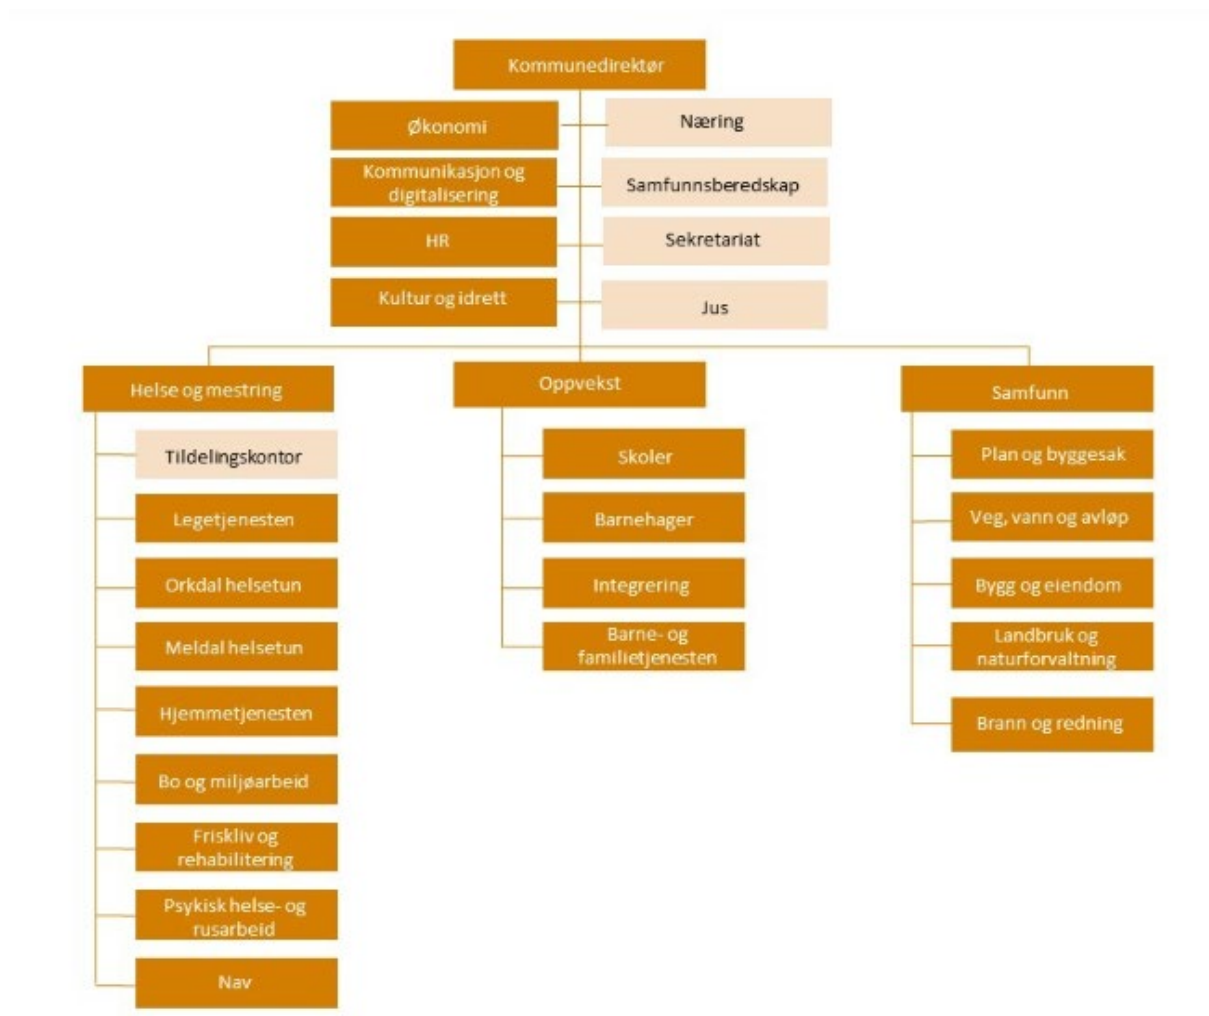 Kommunedirektør
Økonomi
Næring
Kommunikasjon og
digitalisering
Samfunnsberedskap
HR
Sekretariat
Kultur og idrett
Jus
Helse og mestring
Tildelingskontor
Legetjenesten
Orkdal helsetun
Meldal helsetun
Hjemmetjenesten
Bo og miljøarbeid
Friskliv og
rehabilitering
Psykisk helse- og
rusarbeid
Nav
Oppvekst
Skoler
Barnehager
Integrering
Barne- og
familietjenesten
Samfunn
Plan og byggesak
Veg, vann og avløp
Bygg og eiendom
Landbruk og
naturforvaltning
Brann og redning